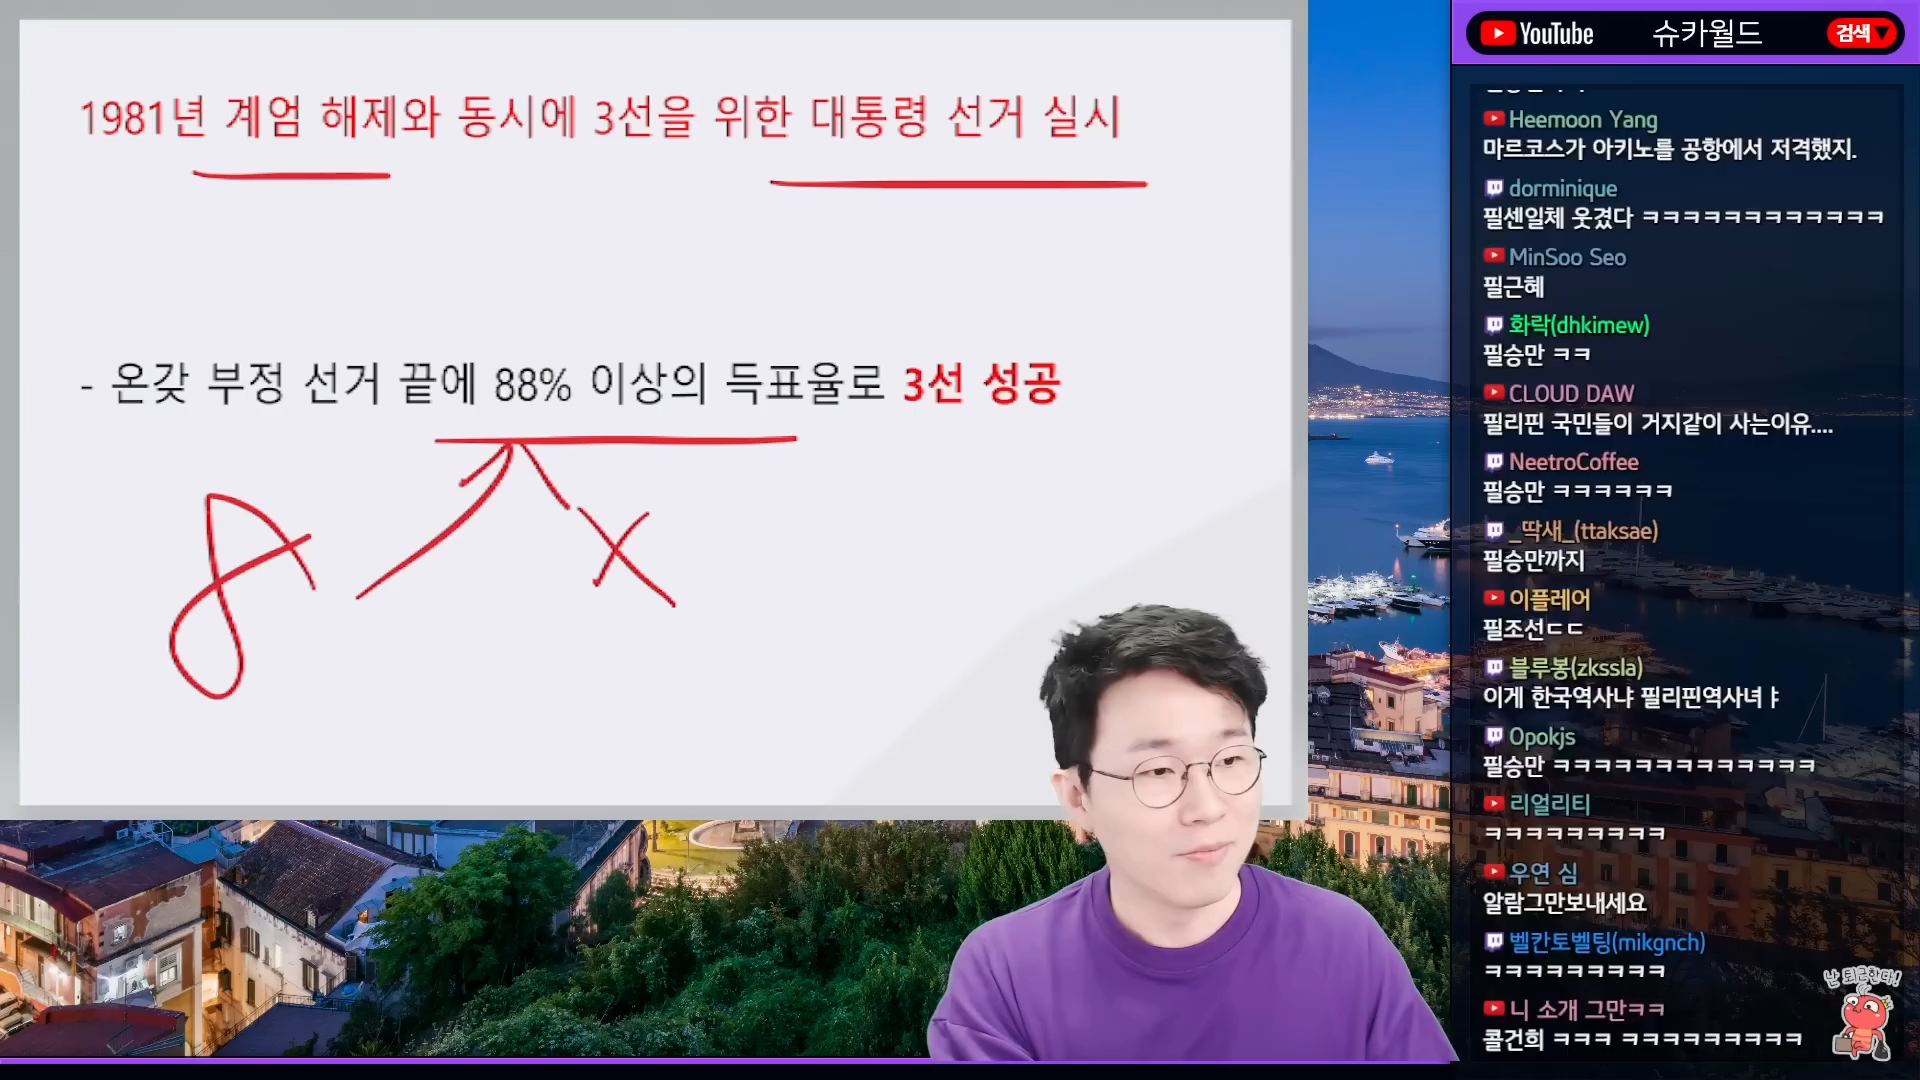 1981년 계엄 해제와 동시에 3선을 위한 대통령 선거 실시
- 온갖 부정 선거 끝에 88% 이상의 득표율로 3선 성공
8
X
YouTube 슈카월드 검색▼
Heemoon Yang
마르코스가 아키노를 공항에서 저격했지.
dorminique
필센일체 웃겼다 ㅋㅋㅋㅋㅋㅋㅋㅋㅋㅋㅋㅋ
MinSoo Seo
필근혜
화락(dhkimew)
필승만 ㅋㅋ
CLOUD DAW
필리핀 국민들이 거지같이 사는이유....
NeetroCoffee
필승만 ㅋㅋㅋㅋㅋㅋ
_딱새_(ttaksae)
필승만까지
이플레어
필조선ㄷㄷ
블루봉(zkssla)
이게 한국역사냐 필리핀역사녀ㅑ
Opokjs
필승만 ㅋㅋㅋㅋㅋㅋㅋㅋㅋㅋㅋㅋㅋ
리얼리티
ㅋㅋㅋㅋㅋㅋㅋㅋㅋ
우연 심
알람그만보내세요
벨칸토벨팅(mikgnch)
ㅋㅋㅋㅋㅋㅋㅋㅋㅋ
니 소개 그만ㅋㅋ
콜건희 ㅋㅋㅋ ㅋㅋㅋㅋㅋㅋㅋㅋㅋ
난 퇴근한다!